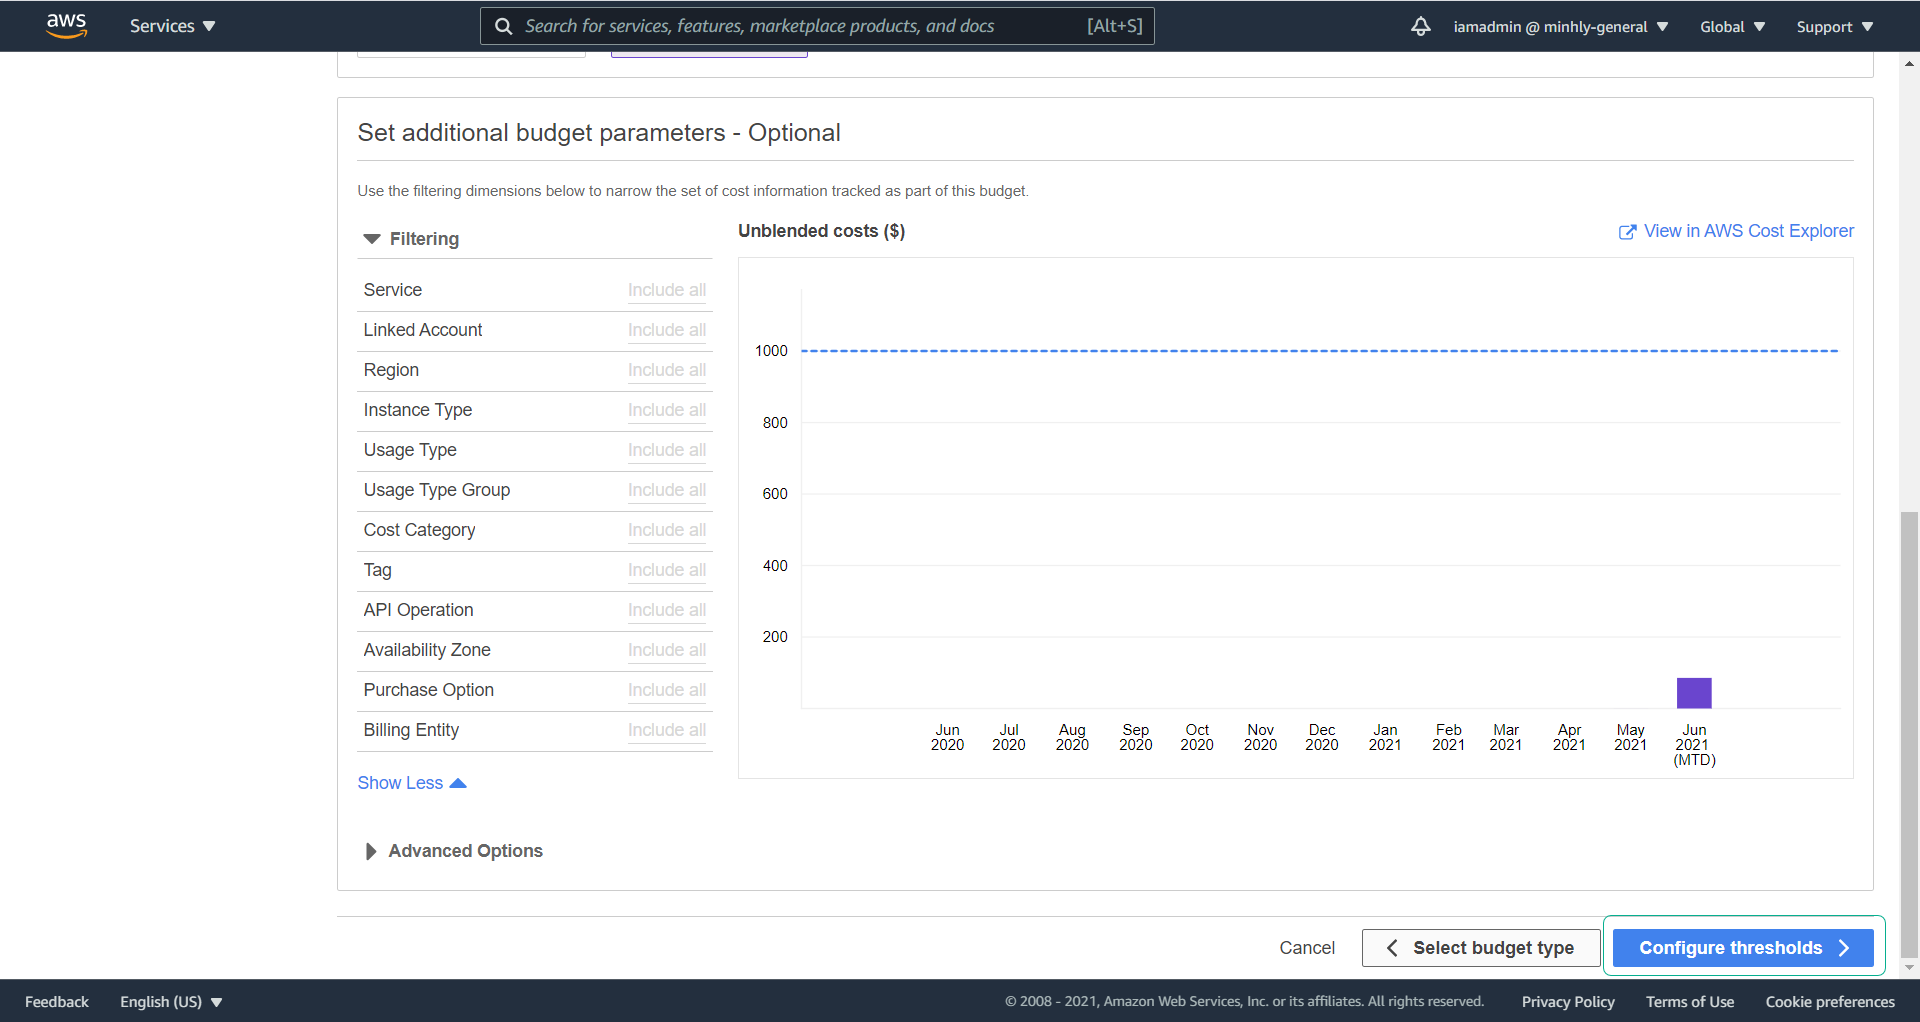 aws Services Search for services, features, marketplace products, and docs [Alt+S] iamadmin @ minhly-general Global Support
Set additional budget parameters - Optional
Use the filtering dimensions below to narrow the set of cost information tracked as part of this budget.
Filtering
Service Include all
Linked Account Include all
Region Include all
Instance Type Include all
Usage Type Include all
Usage Type Group Include all
Cost Category Include all
Tag Include all
API Operation Include all
Availability Zone Include all
Purchase Option Include all
Billing Entity Include all
Show Less
Unblended costs ($) View in AWS Cost Explorer
1000
800
600
400
200
Jun Jul Aug Sep Oct Nov Dec Jan Feb Mar Apr May Jun
2020 2020 2020 2020 2020 2020 2020 2021 2021 2021 2021 2021 2021
(MTD)
Advanced Options
Cancel Select budget type Configure thresholds
Feedback English (US) © 2008 - 2021, Amazon Web Services, Inc. or its affiliates. All rights reserved. Privacy Policy Terms of Use Cookie preferences